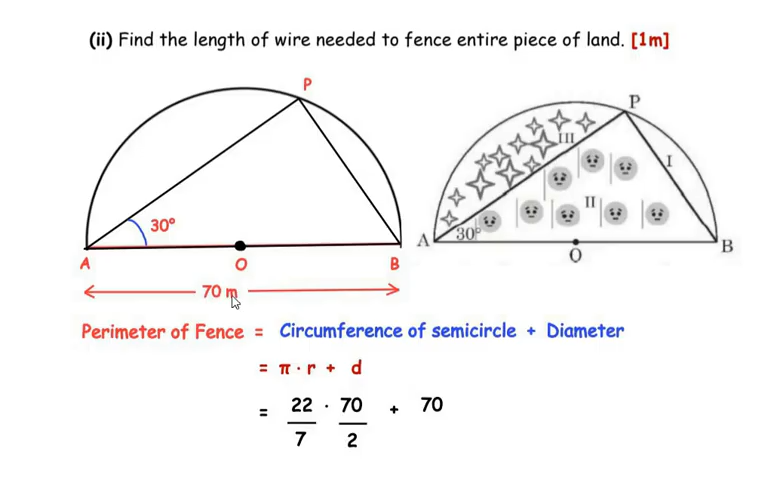 (ii) Find the length of wire needed to fence entire piece of land. [1m]
P
30°
A O B
70 m
P
III
I
II
30°
A
O
B
Perimeter of Fence = Circumference of semicircle + Diameter
= π · r + d
= 22/7 · 70/2 + 70